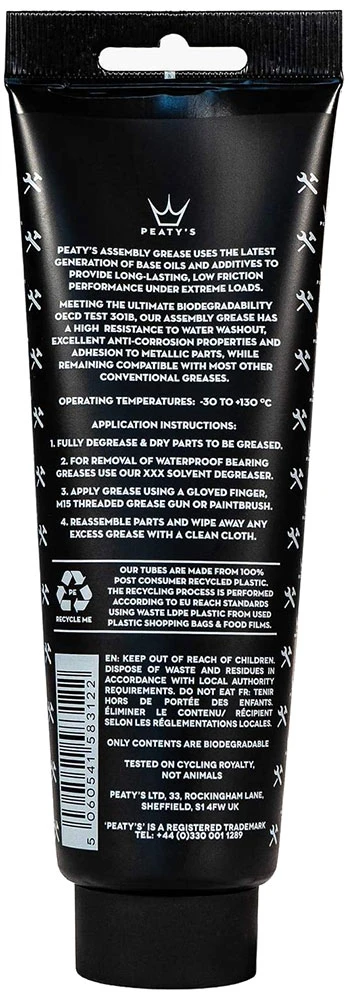 PEATY'S
PEATY'S ASSEMBLY GREASE USES THE LATEST
GENERATION OF BASE OILS AND ADDITIVES TO
PROVIDE LONG-LASTING, LOW FRICTION
PERFORMANCE UNDER EXTREME LOADS.
MEETING THE ULTIMATE BIODEGRADABILITY
OECD TEST 301B, OUR ASSEMBLY GREASE HAS
A HIGH RESISTANCE TO WATER WASHOUT,
EXCELLENT ANTI-CORROSION PROPERTIES AND
ADHESION TO METALLIC PARTS, WHILE
REMAINING COMPATIBLE WITH MOST OTHER
CONVENTIONAL GREASES.
OPERATING TEMPERATURES: -30 TO +130 °C
APPLICATION INSTRUCTIONS:
1. FULLY DEGREASE & DRY PARTS TO BE GREASED.
2. FOR REMOVAL OF WATERPROOF BEARING
GREASES USE OUR XXX SOLVENT DEGREASER.
3. APPLY GREASE USING A GLOVED FINGER,
M15 THREADED GREASE GUN OR PAINTBRUSH.
4. REASSEMBLE PARTS AND WIPE AWAY ANY
EXCESS GREASE WITH A CLEAN CLOTH.
PE
RECYCLE ME
OUR TUBES ARE MADE FROM 100%
POST CONSUMER RECYCLED PLASTIC.
THE RECYCLING PROCESS IS PERFORMED
ACCORDING TO EU REACH STANDARDS
USING WASTE LDPE PLASTIC FROM USED
PLASTIC SHOPPING BAGS & FOOD FILMS.
5 060541 583122
EN: KEEP OUT OF REACH OF CHILDREN.
DISPOSE OF WASTE AND RESIDUES IN
ACCORDANCE WITH LOCAL AUTHORITY
REQUIREMENTS. DO NOT EAT FR: TENIR
HORS DE PORTÉE DES ENFANTS.
ÉLIMINER LE CONTENU/ RÉCIPIENT
SELON LES RÉGLEMENTATIONS LOCALES.
ONLY CONTENTS ARE BIODEGRADABLE
TESTED ON CYCLING ROYALTY,
NOT ANIMALS
PEATY'S LTD, 33, ROCKINGHAM LANE,
SHEFFIELD, S1 4FW UK
'PEATY'S' IS A REGISTERED TRADEMARK
TEL: +44 (0)330 001 1289